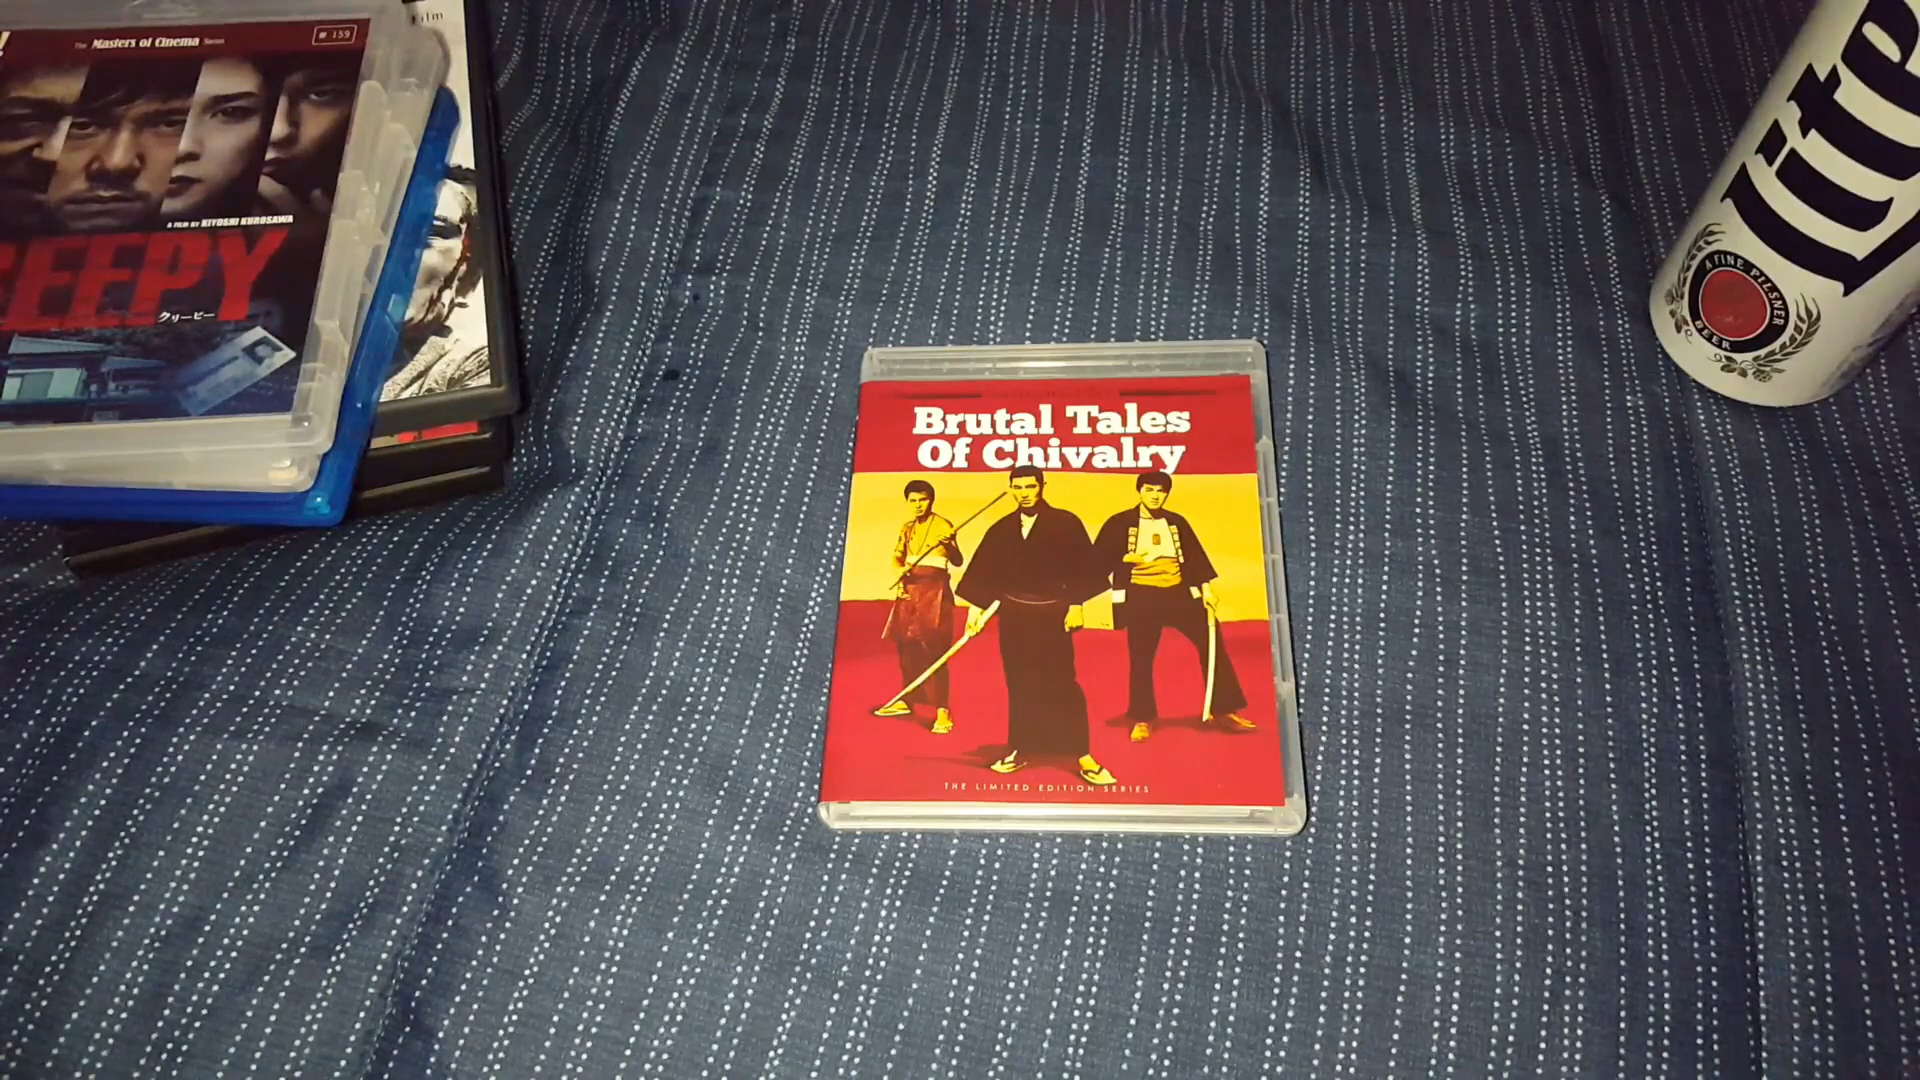 The Masters of Cinema Series
# 159
A FILM BY KIYOSHI KUROSAWA
REEPY
クリーピー
Film
Brutal Tales
Of Chivalry
THE LIMITED EDITION SERIES
Lite
A FINE PILSNER
BEER